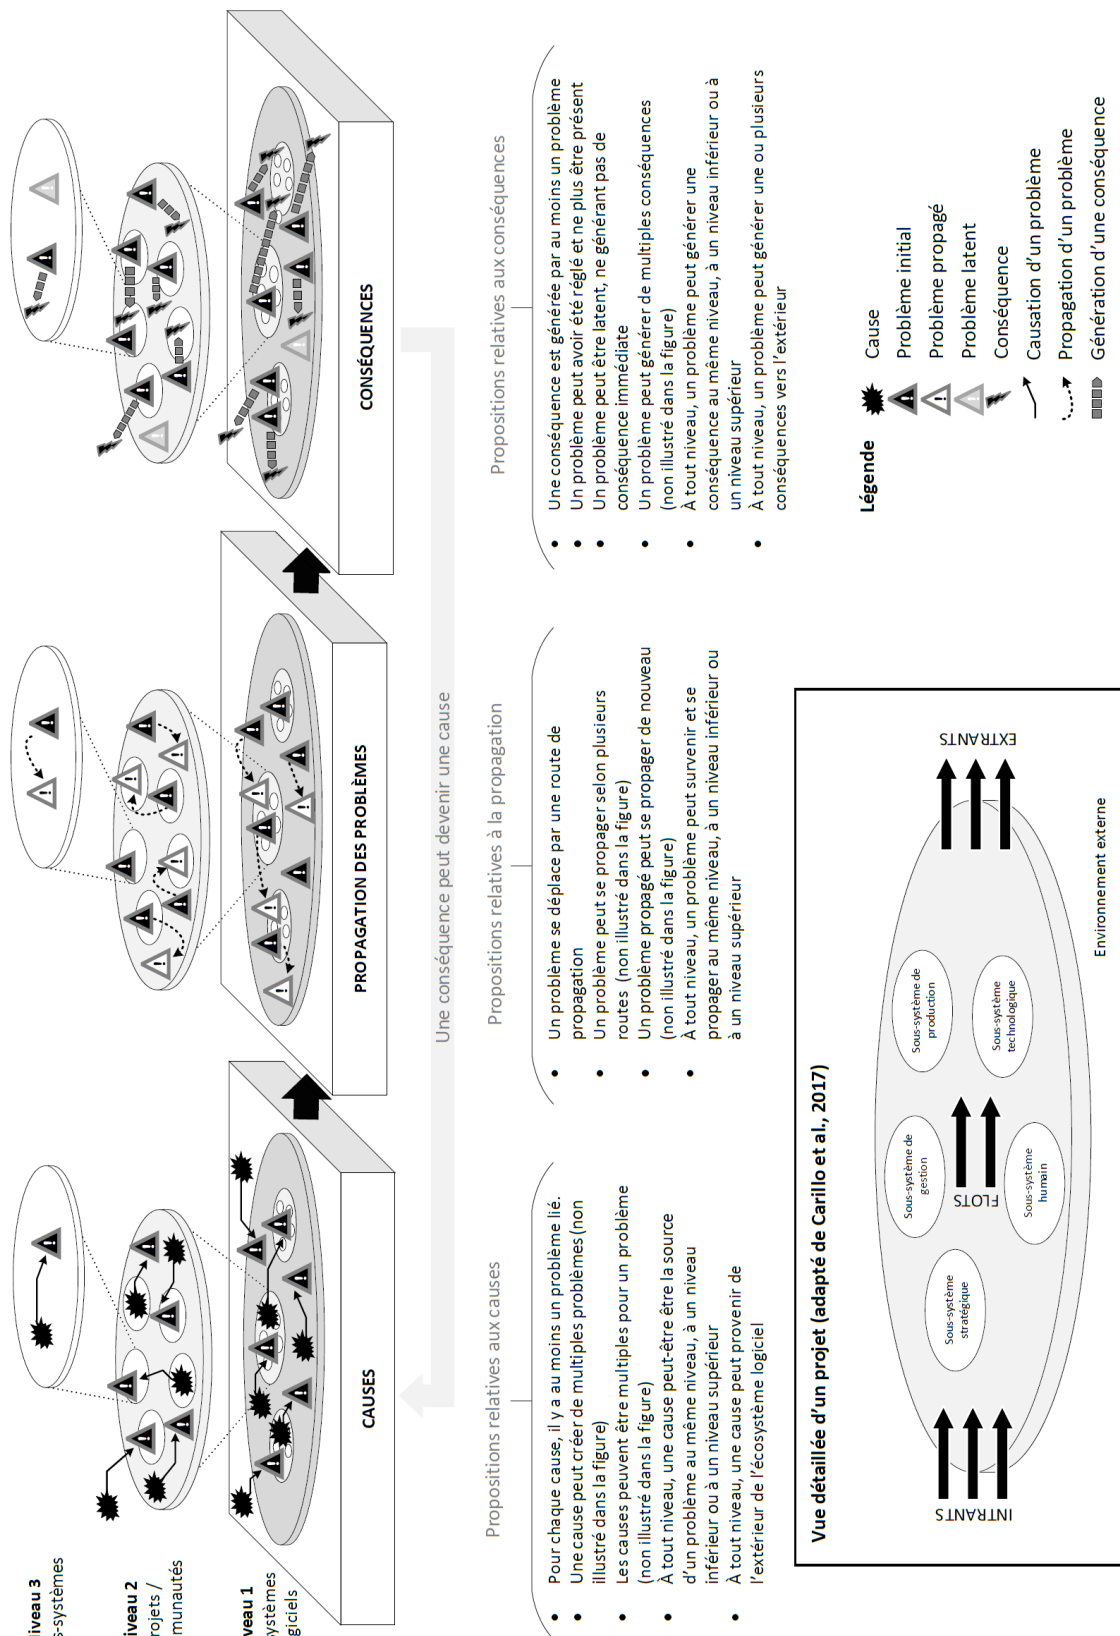 iveau 3
s-systèmes
iveau 2
rojets /
munautés
veau 1
ystèmes
giciels
CAUSES
PROPAGATION DES PROBLÈMES
CONSÉQUENCES
Une conséquence peut devenir une cause
Propositions relatives aux causes
• Pour chaque cause, il y a au moins un problème lié.
• Une cause peut créer de multiples problèmes (non
illustré dans la figure)
• Les causes peuvent être multiples pour un problème
(non illustré dans la figure)
• À tout niveau, une cause peut-être être la source
d'un problème au même niveau, à un niveau
inférieur ou à un niveau supérieur
• À tout niveau, une cause peut provenir de
l'extérieur de l'écosystème logiciel
Propositions relatives à la propagation
• Un problème se déplace par une route de
propagation
• Un problème peut se propager selon plusieurs
routes (non illustré dans la figure)
• Un problème propagé peut se propager de nouveau
(non illustré dans la figure)
• À tout niveau, un problème peut survenir et se
propager au même niveau, à un niveau inférieur ou
à un niveau supérieur
Propositions relatives aux conséquences
• Une conséquence est générée par au moins un problème
• Un problème peut avoir été réglé et ne plus être présent
• Un problème peut être latent, ne générant pas de
conséquence immédiate
• Un problème peut générer de multiples conséquences
(non illustré dans la figure)
• À tout niveau, un problème peut générer une
conséquence au même niveau, à un niveau inférieur ou à
un niveau supérieur
• À tout niveau, un problème peut générer une ou plusieurs
conséquences vers l'extérieur
Vue détaillée d'un projet (adapté de Carillo et al., 2017)
INTRANTS
Sous-système
stratégique
Sous-système de
gestion
FLOTS
Sous-système
humain
Sous-système de
production
Sous-système
technologique
EXTRANTS
Environnement externe
Légende
Cause
Problème initial
Problème propagé
Problème latent
Conséquence
Causation d'un problème
Propagation d'un problème
Génération d'une conséquence